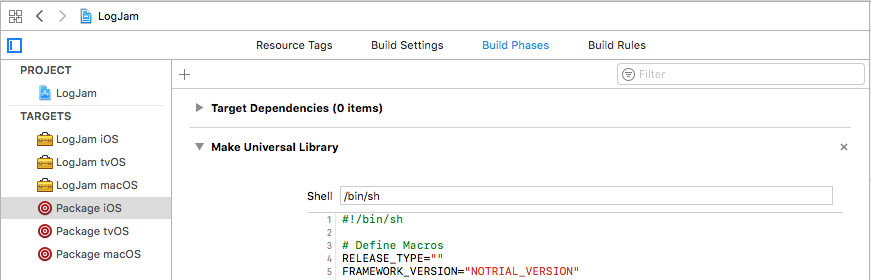 LogJam
Resource Tags Build Settings Build Phases Build Rules
PROJECT
LogJam
TARGETS
LogJam iOS
LogJam tvOS
LogJam macOS
Package iOS
Package tvOS
Package macOS
Filter
Target Dependencies (0 items)
Make Universal Library
Shell /bin/sh
1 #!/bin/sh
2
3 # Define Macros
4 RELEASE_TYPE=""
5 FRAMEWORK_VERSION="NOTRIAL_VERSION"